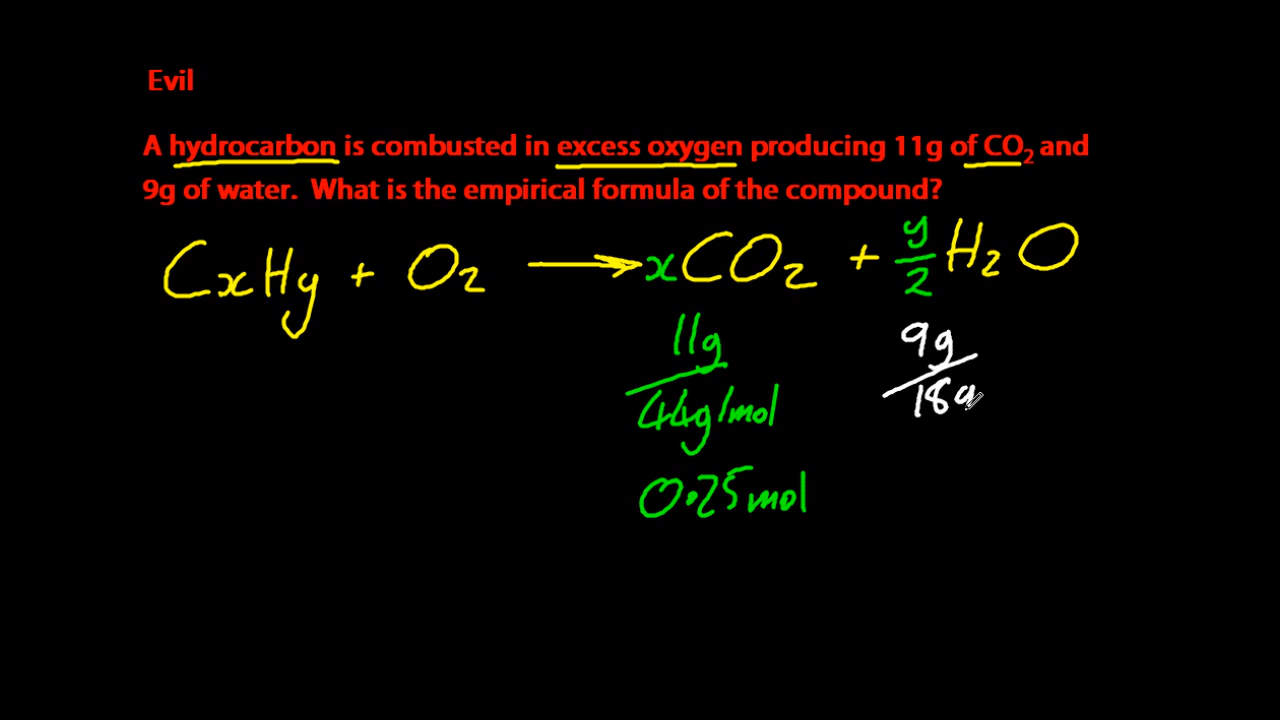 Evil
A hydrocarbon is combusted in excess oxygen producing 11g of CO₂ and
9g of water. What is the empirical formula of the compound?
CxHy + O₂ ⟶ xCO₂ + y/2 H₂O
11g 9g
44g/mol 18g
0.25mol